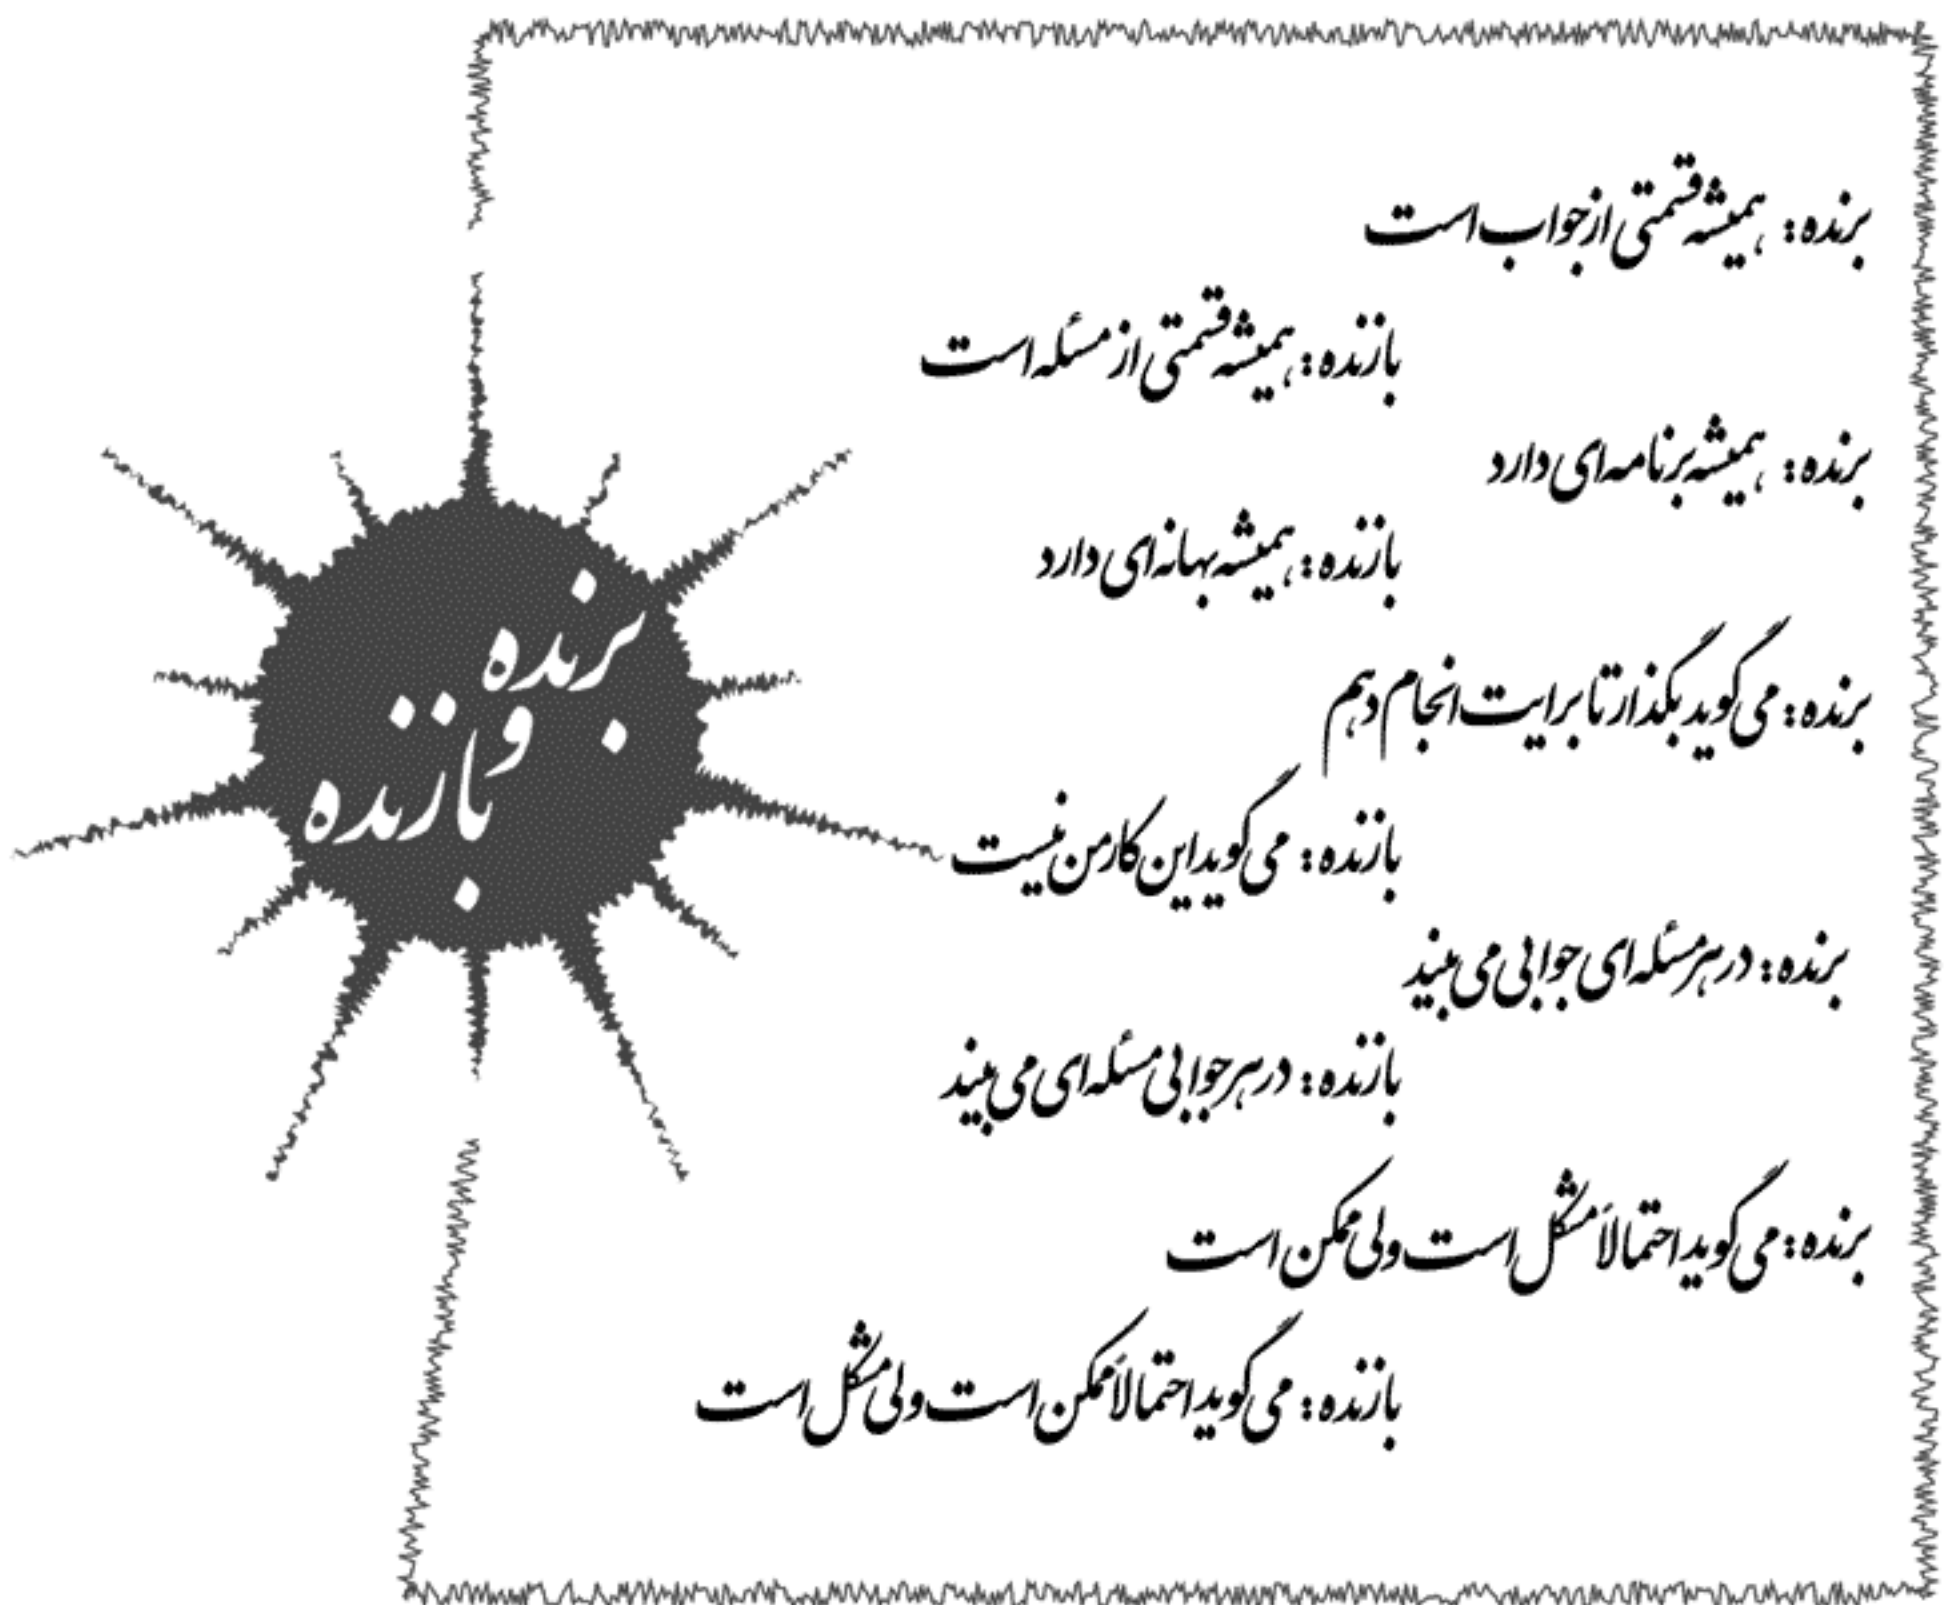 برنده
و
بازنده
برنده: همیشه قسمتی از جواب است
بازنده: همیشه قسمتی از مسئله است
برنده: همیشه برنامه‌ای دارد
بازنده: همیشه بهانه‌ای دارد
برنده: می‌گوید بگذار تا برایت انجام دهم
بازنده: می‌گوید این کار من نیست
برنده: در هر مسئله‌ای جوابی می‌بیند
بازنده: در هر جوابی مسئله‌ای می‌بیند
برنده: می‌گوید احتمالاً مشکل است ولی ممکن است
بازنده: می‌گوید احتمالاً ممکن است ولی مشکل است